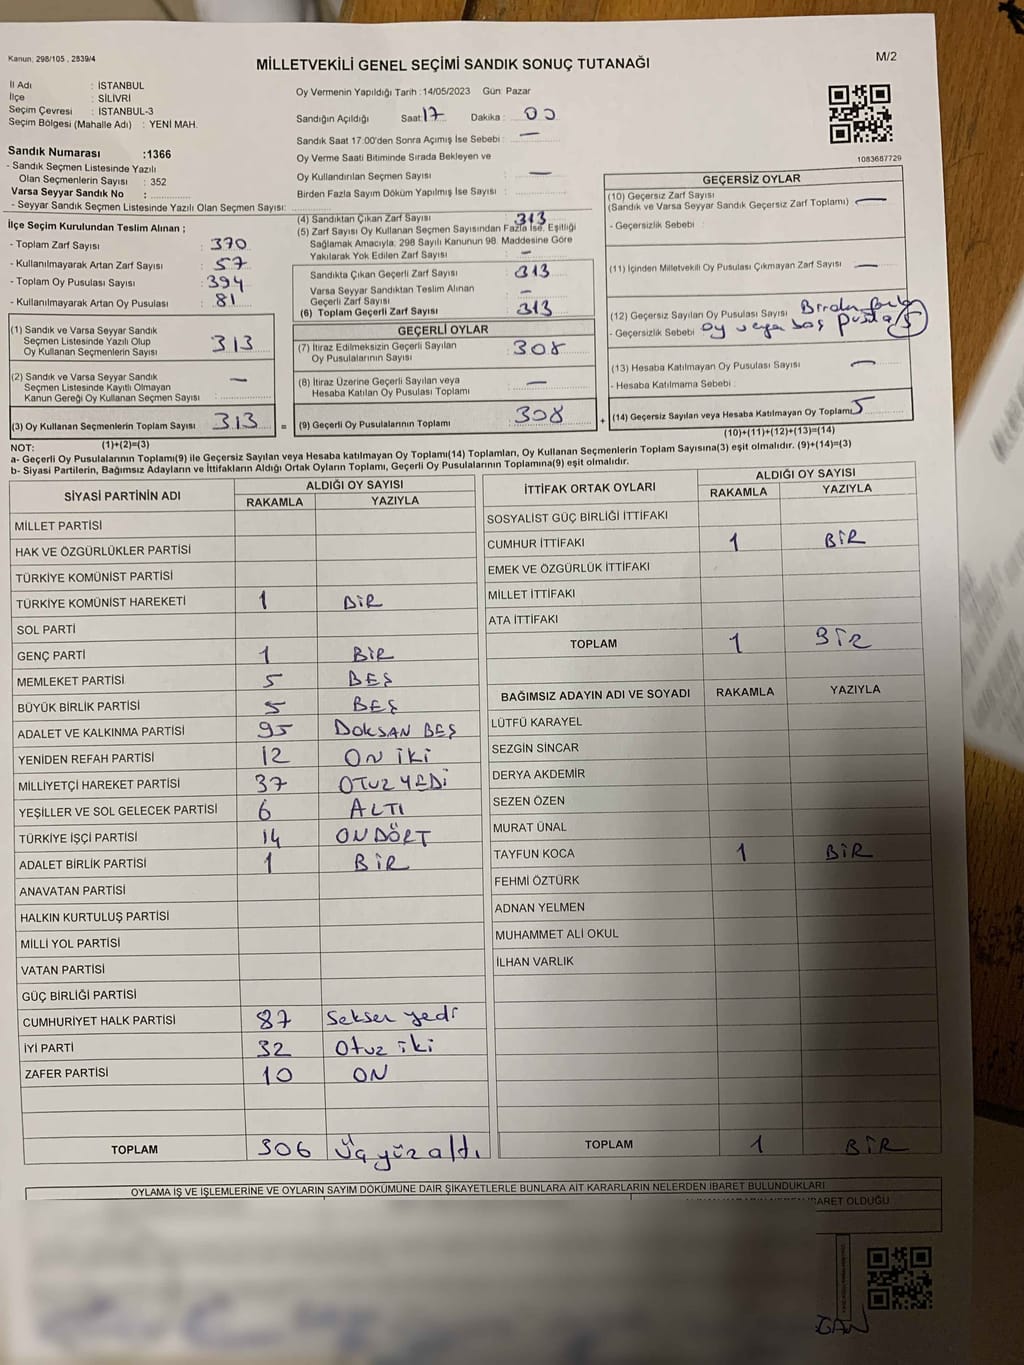 Kanun: 298/105 , 2839/4
MİLLETVEKİLİ GENEL SEÇİMİ SANDIK SONUÇ TUTANAĞI
M/2
İl Adı : İSTANBUL
İlçe : SİLİVRİ
Seçim Çevresi : İSTANBUL-3
Seçim Bölgesi (Mahalle Adı) : YENİ MAH.
Sandık Numarası :1366
- Sandık Seçmen Listesinde Yazılı
Olan Seçmenlerin Sayısı : 352
Varsa Seyyar Sandık No :
- Seyyar Sandık Seçmen Listesinde Yazılı Olan Seçmen Sayısı:
Oy Vermenin Yapıldığı Tarih :14/05/2023 Gün: Pazar
Sandığın Açıldığı Saat: 17 Dakika : 00
Sandık Saat 17:00'den Sonra Açımış İse Sebebi : —
Oy Verme Saati Bitiminde Sırada Bekleyen ve
Oy Kullandırılan Seçmen Sayısı : —
Birden Fazla Sayım Döküm Yapılmış İse Sayısı :
1083687729
İlçe Seçim Kurulundan Teslim Alınan ;
- Toplam Zarf Sayısı : 370
- Kullanılmayarak Artan Zarf Sayısı : 57
- Toplam Oy Pusulası Sayısı : 394
- Kullanılmayarak Artan Oy Pusulası : 81
(1) Sandık ve Varsa Seyyar Sandık
Seçmen Listesinde Yazılı Olup
Oy Kullanan Seçmenlerin Sayısı : 313
(2) Sandık ve Varsa Seyyar Sandık
Seçmen Listesinde Kayıtlı Olmayan
Kanun Gereği Oy Kullanan Seçmen Sayısı : —
(3) Oy Kullanan Seçmenlerin Toplam Sayısı : 313 =
(1)+(2)=(3)
(4) Sandıktan Çıkan Zarf Sayısı : 313
(5) Zarf Sayısı Oy Kullanan Seçmen Sayısından Fazla İse, Eşitliği
Sağlamak Amacıyla, 298 Sayılı Kanunun 98. Maddesine Göre
Yakılarak Yok Edilen Zarf Sayısı : —
Sandıkta Çıkan Geçerli Zarf Sayısı : 313
Varsa Seyyar Sandıktan Teslim Alınan
Geçerli Zarf Sayısı : —
(6) Toplam Geçerli Zarf Sayısı : 313
GEÇERLİ OYLAR
(7) İtiraz Edilmeksizin Geçerli Sayılan
Oy Pusulalarının Sayısı : 308
(8) İtiraz Üzerine Geçerli Sayılan veya
Hesaba Katılan Oy Pusulası Toplamı : —
(9) Geçerli Oy Pusulalarının Toplamı : 308 +
GEÇERSİZ OYLAR
(10) Geçersiz Zarf Sayısı
(Sandık ve Varsa Seyyar Sandık Geçersiz Zarf Toplamı) : —
- Geçersizlik Sebebi :
(11) İçinden Milletvekili Oy Pusulası Çıkmayan Zarf Sayısı : —
(12) Geçersiz Sayılan Oy Pusulası Sayısı : Birden fazla
- Geçersizlik Sebebi : oy veya boş pusula 5
(13) Hesaba Katılmayan Oy Pusulası Sayısı : —
- Hesaba Katılmama Sebebi :
(14) Geçersiz Sayılan veya Hesaba Katılmayan Oy Toplamı: 5
(10)+(11)+(12)+(13)=(14)
NOT:
a- Geçerli Oy Pusulalarının Toplamı(9) ile Geçersiz Sayılan veya Hesaba katılmayan Oy Toplamı(14) Toplamları, Oy Kullanan Seçmenlerin Toplam Sayısına(3) eşit olmalıdır. (9)+(14)=(3)
b- Siyasi Partilerin, Bağımsız Adayların ve İttifakların Aldığı Ortak Oyların Toplamı, Geçerli Oy Pusulalarının Toplamına(9) eşit olmalıdır.
SİYASİ PARTİNİN ADI
ALDIĞI OY SAYISI
RAKAMLA YAZIYLA
MİLLET PARTİSİ
HAK VE ÖZGÜRLÜKLER PARTİSİ
TÜRKİYE KOMÜNİST PARTİSİ
TÜRKİYE KOMÜNİST HAREKETİ 1 BİR
SOL PARTİ
GENÇ PARTİ 1 BİR
MEMLEKET PARTİSİ 5 BEŞ
BÜYÜK BİRLİK PARTİSİ 5 BEŞ
ADALET VE KALKINMA PARTİSİ 95 DOKSAN BEŞ
YENİDEN REFAH PARTİSİ 12 ON İKİ
MİLLİYETÇİ HAREKET PARTİSİ 37 OTUZ YEDİ
YEŞİLLER VE SOL GELECEK PARTİSİ 6 ALTI
TÜRKİYE İŞÇİ PARTİSİ 14 ON DÖRT
ADALET BİRLİK PARTİSİ 1 BİR
ANAVATAN PARTİSİ
HALKIN KURTULUŞ PARTİSİ
MİLLİ YOL PARTİSİ
VATAN PARTİSİ
GÜÇ BİRLİĞİ PARTİSİ
CUMHURİYET HALK PARTİSİ 87 Seksen yedi
İYİ PARTİ 32 Otuz iki
ZAFER PARTİSİ 10 ON
TOPLAM 306 Üç yüz altı
İTTİFAK ORTAK OYLARI
ALDIĞI OY SAYISI
RAKAMLA YAZIYLA
SOSYALİST GÜÇ BİRLİĞİ İTTİFAKI
CUMHUR İTTİFAKI 1 BİR
EMEK VE ÖZGÜRLÜK İTTİFAKI
MİLLET İTTİFAKI
ATA İTTİFAKI
TOPLAM 1 BİR
BAĞIMSIZ ADAYIN ADI VE SOYADI RAKAMLA YAZIYLA
LÜTFÜ KARAYEL
SEZGİN SİNCAR
DERYA AKDEMİR
SEZEN ÖZEN
MURAT ÜNAL
TAYFUN KOCA 1 BİR
FEHMİ ÖZTÜRK
ADNAN YELMEN
MUHAMMET ALİ OKUL
İLHAN VARLIK
TOPLAM 1 BİR
OYLAMA İŞ VE İŞLEMLERİNE VE OYLARIN SAYIM DÖKÜMÜNE DAİR ŞİKAYETLERLE BUNLARA AİT KARARLARIN NELERDEN İBARET BULUNDUKLARI
İBARET OLDUĞU